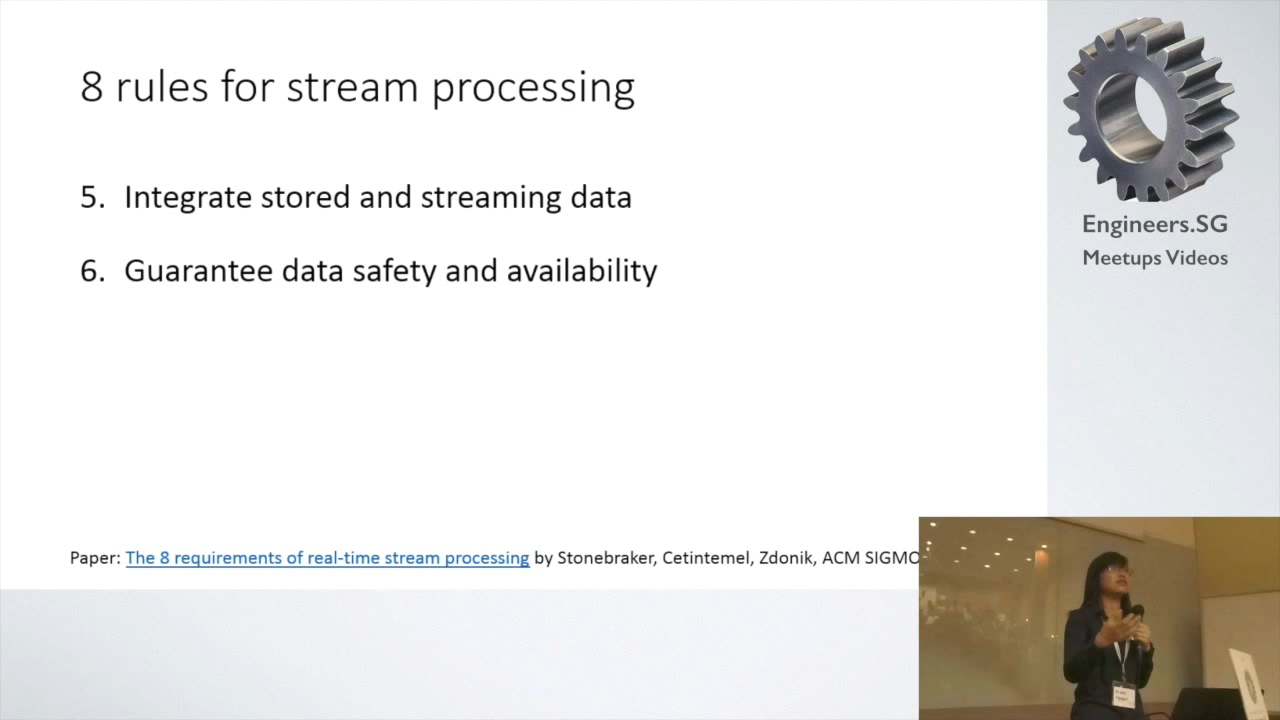 8 rules for stream processing
5. Integrate stored and streaming data
6. Guarantee data safety and availability
Paper: The 8 requirements of real-time stream processing by Stonebraker, Cetintemel, Zdonik, ACM SIGMO
Engineers.SG
Meetups Videos